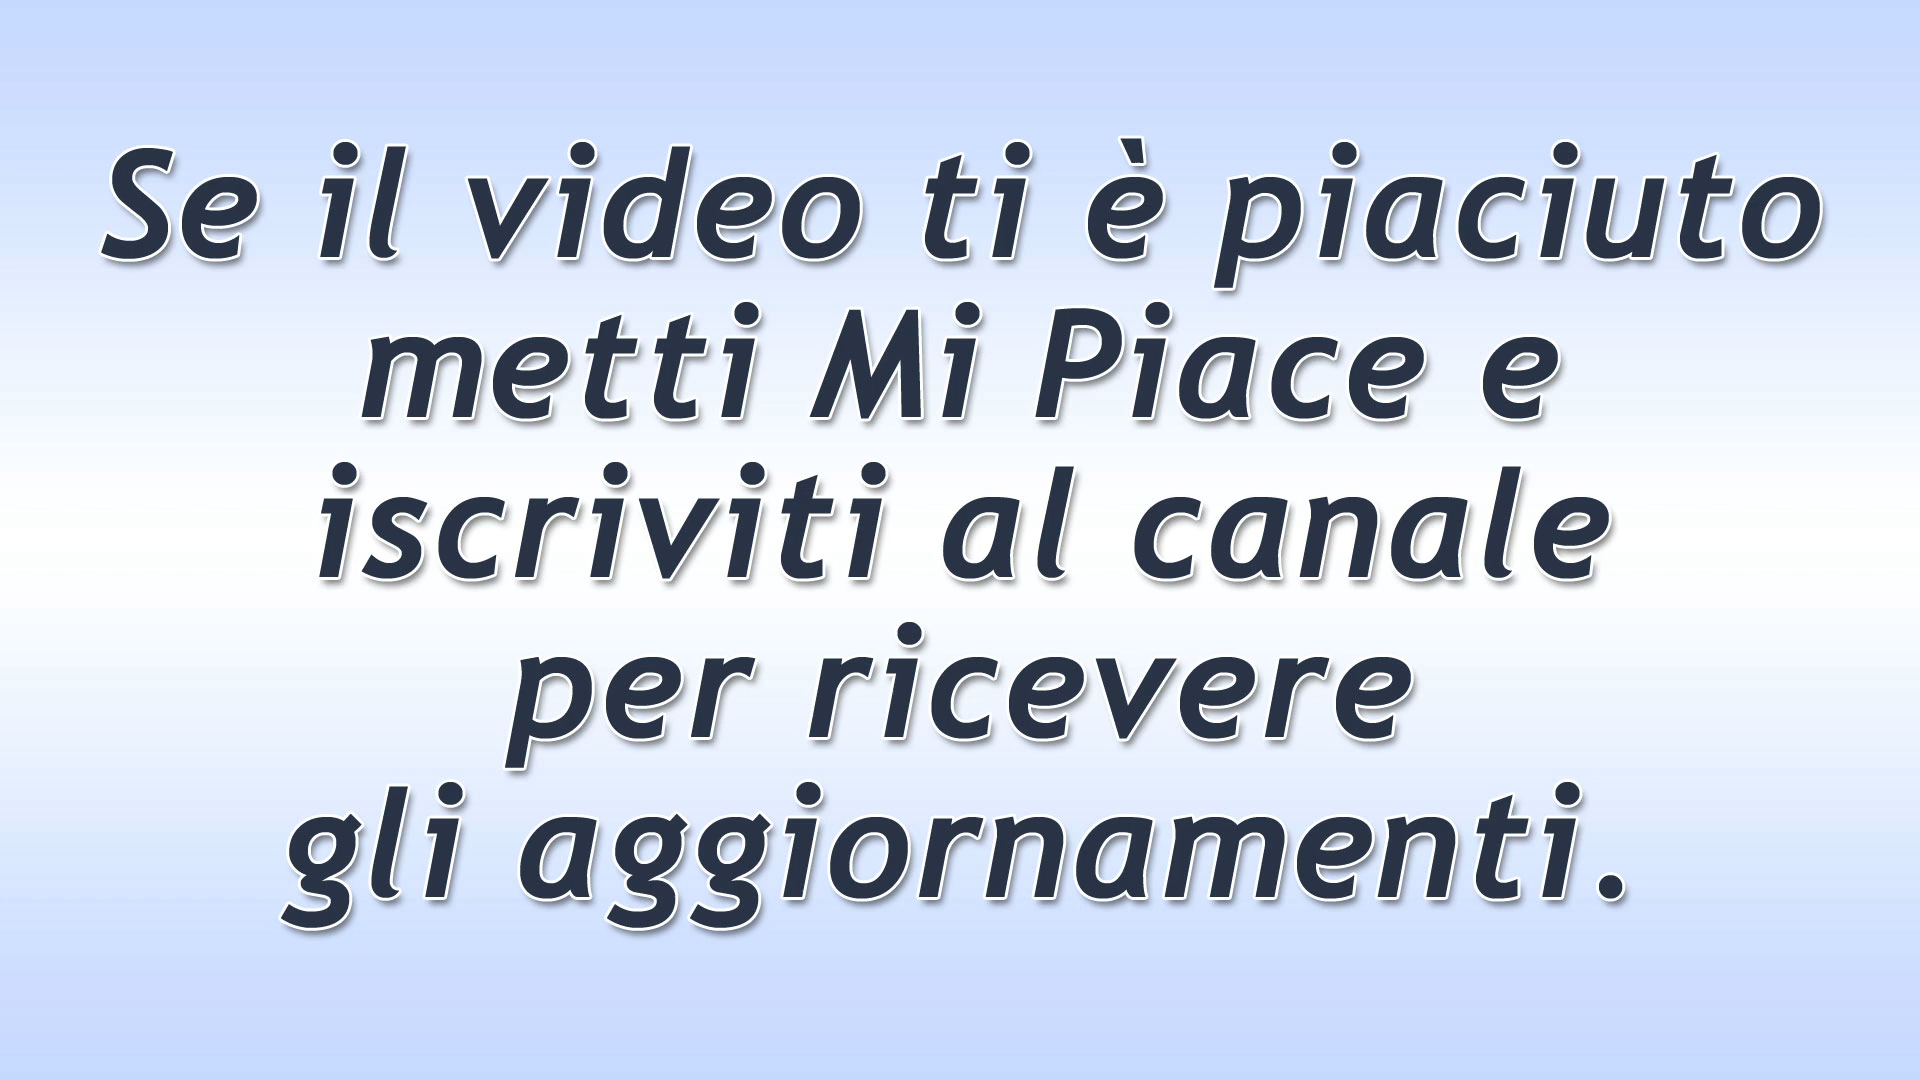 Se il video ti è piaciuto
metti Mi Piace e
iscriviti al canale
per ricevere
gli aggiornamenti.